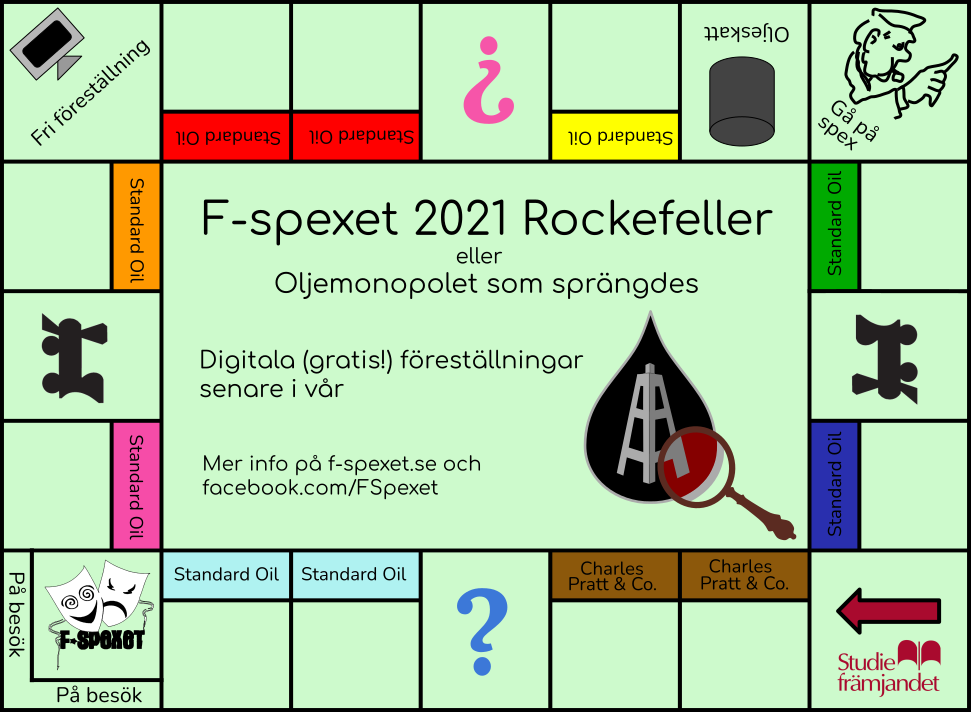 Fri föreställning
Standard Oil
Standard Oil
¿
Standard Oil
Oljeskatt
Gå på
spex
Standard Oil
Standard Oil
F-spexet 2021 Rockefeller
eller
Oljemonopolet som sprängdes
Digitala (gratis!) föreställningar
senare i vår
Mer info på f-spexet.se och
facebook.com/FSpexet
Standard Oil
Standard Oil
På besök
F-SPEXET
På besök
Standard Oil
Standard Oil
?
Charles
Pratt & Co.
Charles
Pratt & Co.
Studie
främjandet